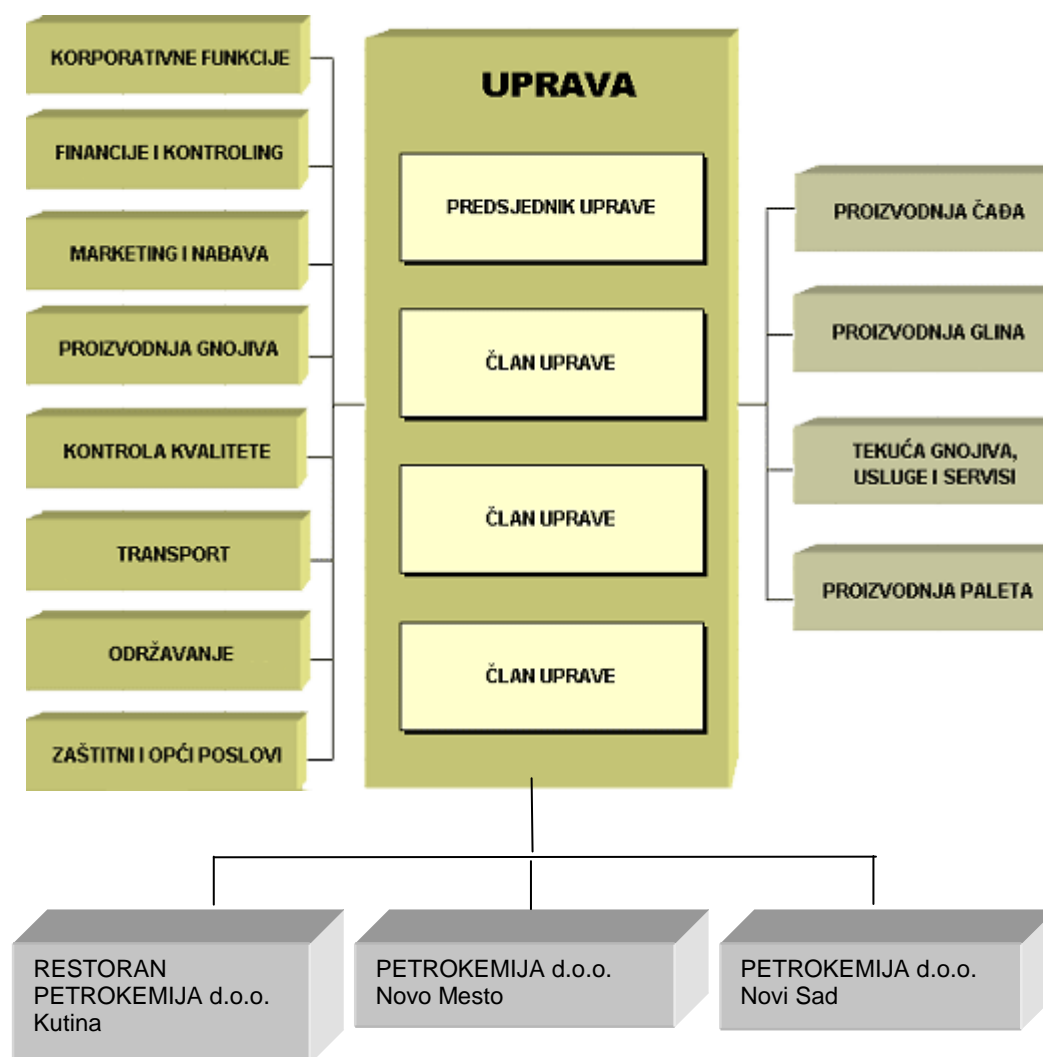 KORPORATIVNE FUNKCIJE
FINANCIJE I KONTROLING
MARKETING I NABAVA
PROIZVODNJA GNOJIVA
KONTROLA KVALITETE
TRANSPORT
ODRŽAVANJE
ZAŠTITNI I OPĆI POSLOVI
UPRAVA
PREDSJEDNIK UPRAVE
ČLAN UPRAVE
ČLAN UPRAVE
ČLAN UPRAVE
PROIZVODNJA ČAĐA
PROIZVODNJA GLINA
TEKUĆA GNOJIVA,
USLUGE I SERVISI
PROIZVODNJA PALETA
RESTORAN
PETROKEMIJA d.o.o.
Kutina
PETROKEMIJA d.o.o.
Novo Mesto
PETROKEMIJA d.o.o.
Novi Sad